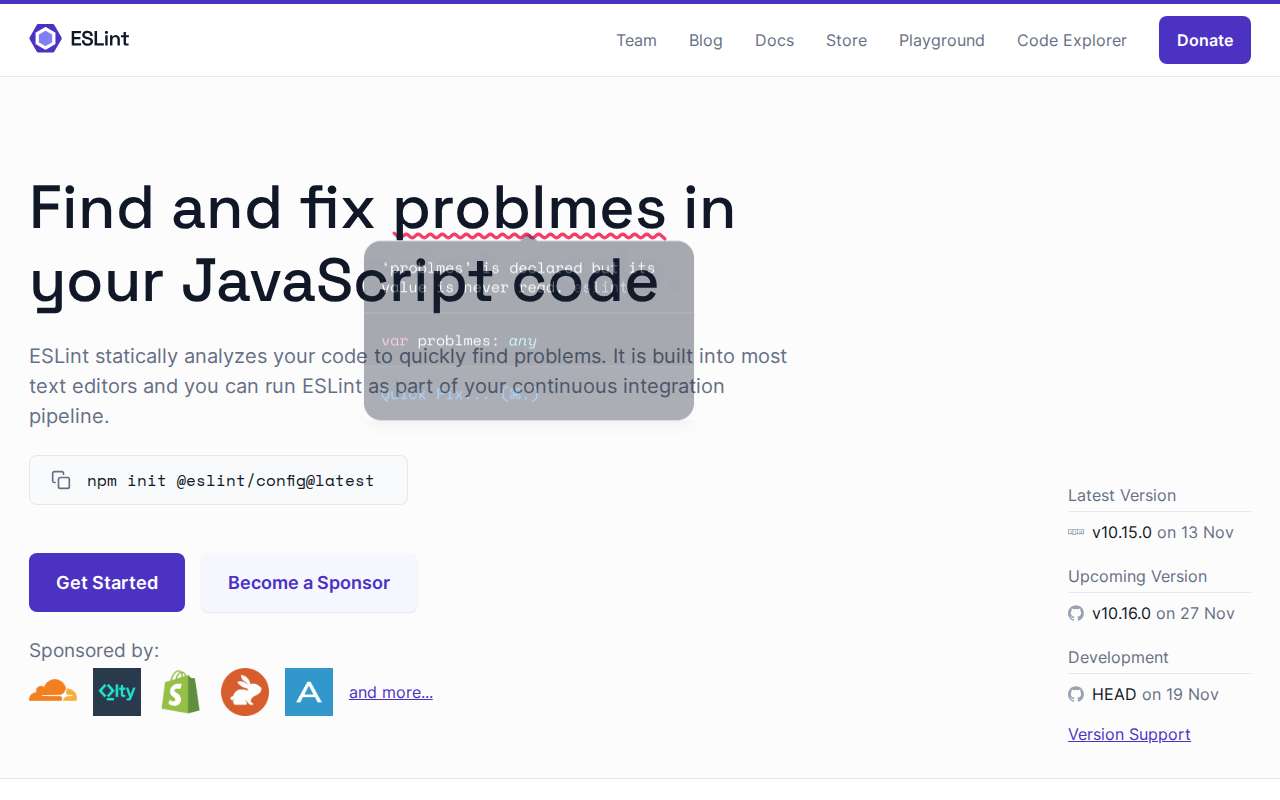 ESLint
Team
Blog
Docs
Store
Playground
Code Explorer
Donate
Find and fix problmes in
your JavaScript code
'problmes' is declared but its
value is never read. eslint
var problmes: any
Quick Fix... (⌘.)
ESLint statically analyzes your code to quickly find problems. It is built into most
text editors and you can run ESLint as part of your continuous integration
pipeline.
npm init @eslint/config@latest
Get Started
Become a Sponsor
Sponsored by:
lty
and more...
Latest Version
v10.15.0 on 13 Nov
Upcoming Version
v10.16.0 on 27 Nov
Development
HEAD on 19 Nov
Version Support